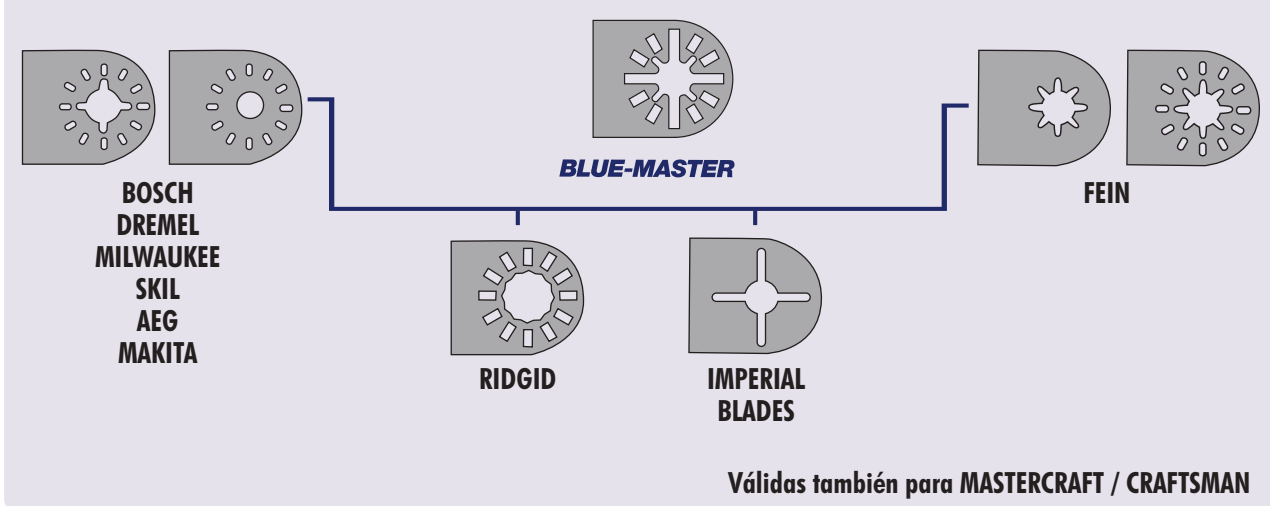 BLUE-MASTER
BOSCH
DREMEL
MILWAUKEE
SKIL
AEG
MAKITA
FEIN
RIDGID
IMPERIAL
BLADES
Válidas también para MASTERCRAFT / CRAFTSMAN